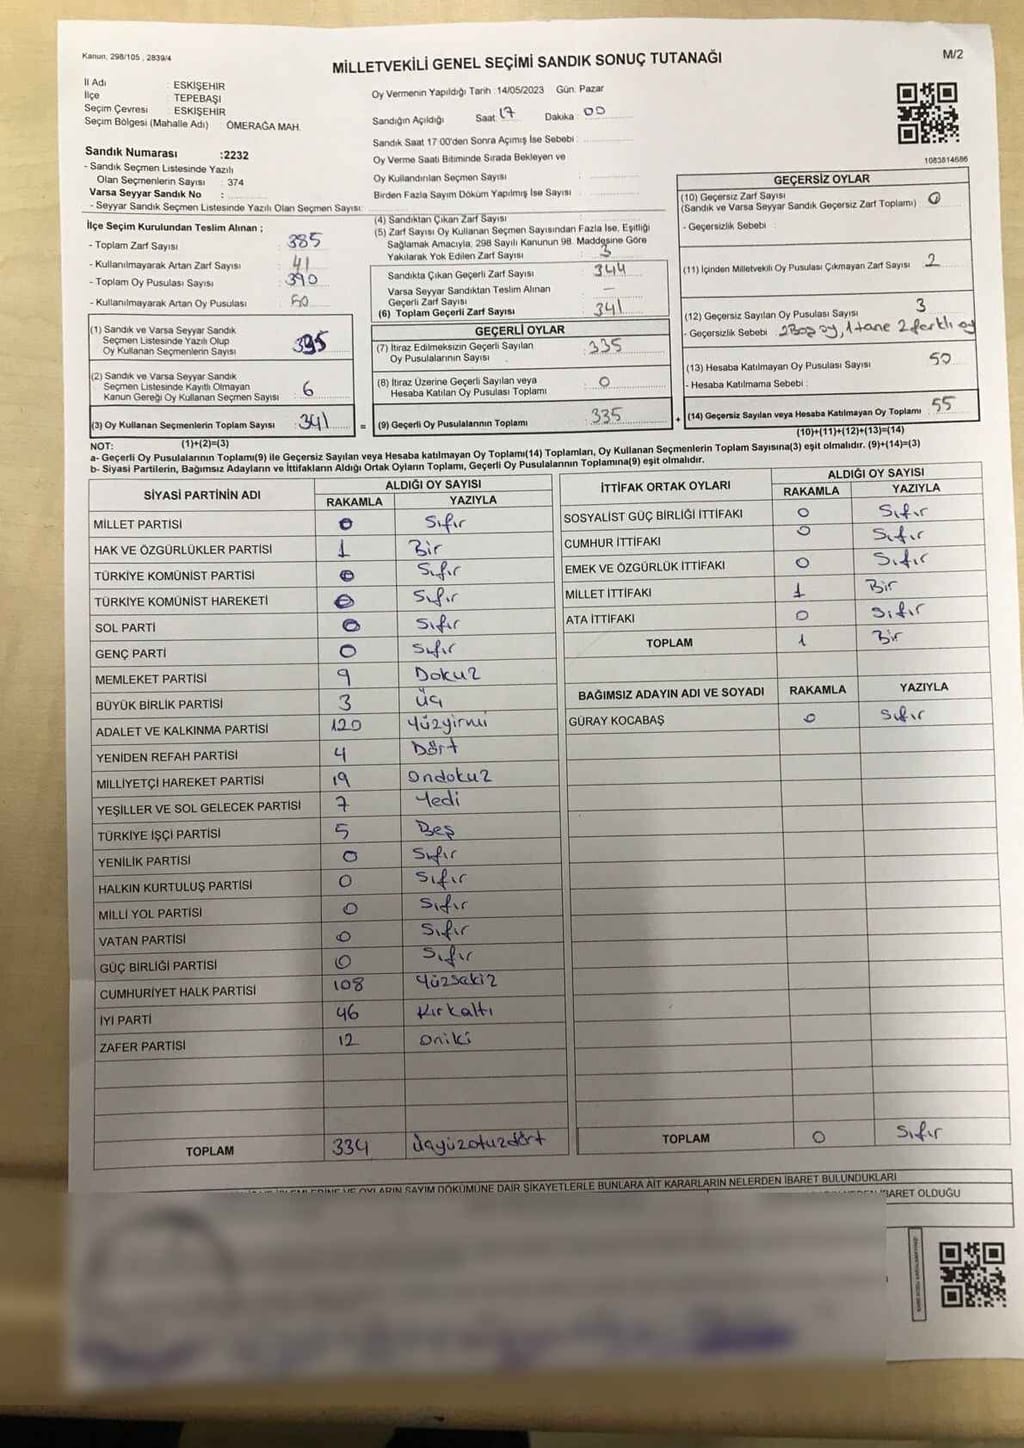 Kanun, 298/105 , 2839/4
MİLLETVEKİLİ GENEL SEÇİMİ SANDIK SONUÇ TUTANAĞI
M/2
İl Adı : ESKİŞEHİR
İlçe : TEPEBAŞI
Seçim Çevresi : ESKİŞEHİR
Seçim Bölgesi (Mahalle Adı) : ÖMERAĞA MAH.
Sandık Numarası :2232
- Sandık Seçmen Listesinde Yazılı
Olan Seçmenlerin Sayısı : 374
Varsa Seyyar Sandık No :
- Seyyar Sandık Seçmen Listesinde Yazılı Olan Seçmen Sayısı:
Oy Vermenin Yapıldığı Tarih :14/05/2023 Gün: Pazar
Sandığın Açıldığı Saat: 17 Dakika: 00
Sandık Saat 17:00'den Sonra Açımış İse Sebebi :
Oy Verme Saati Bitiminde Sırada Bekleyen ve
Oy Kullandırılan Seçmen Sayısı :
Birden Fazla Sayım Döküm Yapılmış İse Sayısı :
1083814686
İlçe Seçim Kurulundan Teslim Alınan ;
- Toplam Zarf Sayısı : 385
- Kullanılmayarak Artan Zarf Sayısı : 41
- Toplam Oy Pusulası Sayısı : 390
- Kullanılmayarak Artan Oy Pusulası : 50
(1) Sandık ve Varsa Seyyar Sandık
Seçmen Listesinde Yazılı Olup
Oy Kullanan Seçmenlerin Sayısı :
(2) Sandık ve Varsa Seyyar Sandık
Seçmen Listesinde Kayıtlı Olmayan
Kanun Gereği Oy Kullanan Seçmen Sayısı : 6
(3) Oy Kullanan Seçmenlerin Toplam Sayısı : 341
(1)+(2)=(3)
(4) Sandıktan Çıkan Zarf Sayısı :
(5) Zarf Sayısı Oy Kullanan Seçmen Sayısından Fazla İse, Eşitliği
Sağlamak Amacıyla, 298 Sayılı Kanunun 98. Maddesine Göre
Yakılarak Yok Edilen Zarf Sayısı : 3
Sandıkta Çıkan Geçerli Zarf Sayısı : 344
Varsa Seyyar Sandıktan Teslim Alınan
Geçerli Zarf Sayısı : —
(6) Toplam Geçerli Zarf Sayısı : 341
GEÇERLİ OYLAR
(7) İtiraz Edilmeksizin Geçerli Sayılan
Oy Pusulalarının Sayısı : 335
(8) İtiraz Üzerine Geçerli Sayılan veya
Hesaba Katılan Oy Pusulası Toplamı : 0
= (9) Geçerli Oy Pusulalarının Toplamı : 335
GEÇERSİZ OYLAR
(10) Geçersiz Zarf Sayısı
(Sandık ve Varsa Seyyar Sandık Geçersiz Zarf Toplamı) : 0
- Geçersizlik Sebebi :
(11) İçinden Milletvekili Oy Pusulası Çıkmayan Zarf Sayısı : 2
(12) Geçersiz Sayılan Oy Pusulası Sayısı : 3
- Geçersizlik Sebebi : 2 Boş oy, 1 tane 2 farklı oy
(13) Hesaba Katılmayan Oy Pusulası Sayısı : 50
- Hesaba Katılmama Sebebi :
+ (14) Geçersiz Sayılan veya Hesaba Katılmayan Oy Toplamı : 55
(10)+(11)+(12)+(13)=(14)
NOT:
a- Geçerli Oy Pusulalarının Toplamı(9) ile Geçersiz Sayılan veya Hesaba katılmayan Oy Toplamı(14) Toplamları, Oy Kullanan Seçmenlerin Toplam Sayısına(3) eşit olmalıdır. (9)+(14)=(3)
b- Siyasi Partilerin, Bağımsız Adayların ve İttifakların Aldığı Ortak Oyların Toplamı, Geçerli Oy Pusulalarının Toplamına(9) eşit olmalıdır.
SİYASİ PARTİNİN ADI ALDIĞI OY SAYISI
RAKAMLA YAZIYLA
MİLLET PARTİSİ 0 Sıfır
HAK VE ÖZGÜRLÜKLER PARTİSİ 1 Bir
TÜRKİYE KOMÜNİST PARTİSİ 0 Sıfır
TÜRKİYE KOMÜNİST HAREKETİ 0 Sıfır
SOL PARTİ 0 Sıfır
GENÇ PARTİ 0 Sıfır
MEMLEKET PARTİSİ 9 Dokuz
BÜYÜK BİRLİK PARTİSİ 3 Üç
ADALET VE KALKINMA PARTİSİ 120 Yüzyirmi
YENİDEN REFAH PARTİSİ 4 Dört
MİLLİYETÇİ HAREKET PARTİSİ 19 Ondokuz
YEŞİLLER VE SOL GELECEK PARTİSİ 7 Yedi
TÜRKİYE İŞÇİ PARTİSİ 5 Beş
YENİLİK PARTİSİ 0 Sıfır
HALKIN KURTULUŞ PARTİSİ 0 Sıfır
MİLLİ YOL PARTİSİ 0 Sıfır
VATAN PARTİSİ 0 Sıfır
GÜÇ BİRLİĞİ PARTİSİ 0 Sıfır
CUMHURİYET HALK PARTİSİ 108 Yüzsekiz
İYİ PARTİ 46 Kırkaltı
ZAFER PARTİSİ 12 Oniki
TOPLAM 334 Üçyüzotuzdört
İTTİFAK ORTAK OYLARI ALDIĞI OY SAYISI
RAKAMLA YAZIYLA
SOSYALİST GÜÇ BİRLİĞİ İTTİFAKI 0 Sıfır
CUMHUR İTTİFAKI 0 Sıfır
EMEK VE ÖZGÜRLÜK İTTİFAKI 0 Sıfır
MİLLET İTTİFAKI 1 Bir
ATA İTTİFAKI 0 Sıfır
TOPLAM 1 Bir
BAĞIMSIZ ADAYIN ADI VE SOYADI RAKAMLA YAZIYLA
GÜRAY KOCABAŞ 0 Sıfır
TOPLAM 0 Sıfır
OYLARIN SAYIM DÖKÜMÜNE DAİR ŞİKAYETLERLE BUNLARA AİT KARARLARIN NELERDEN İBARET BULUNDUKLARI
İBARET OLDUĞU